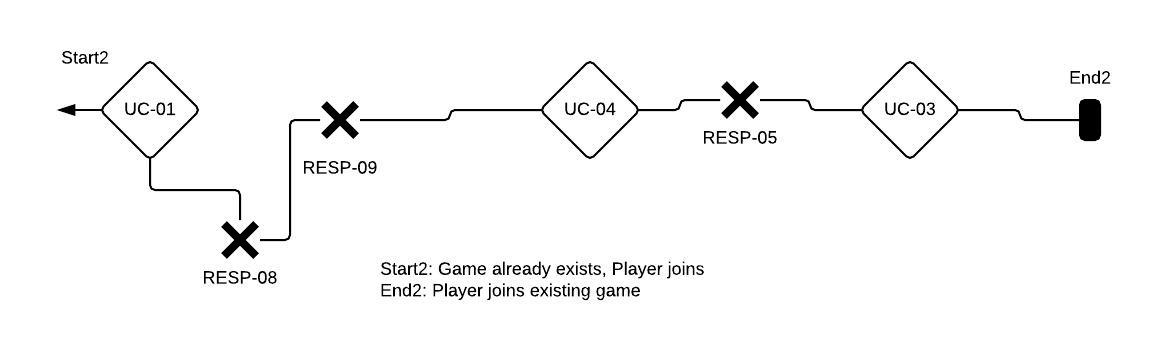 Start2
End2
UC-01
UC-04
UC-03
RESP-05
RESP-09
RESP-08
Start2: Game already exists, Player joins
End2: Player joins existing game